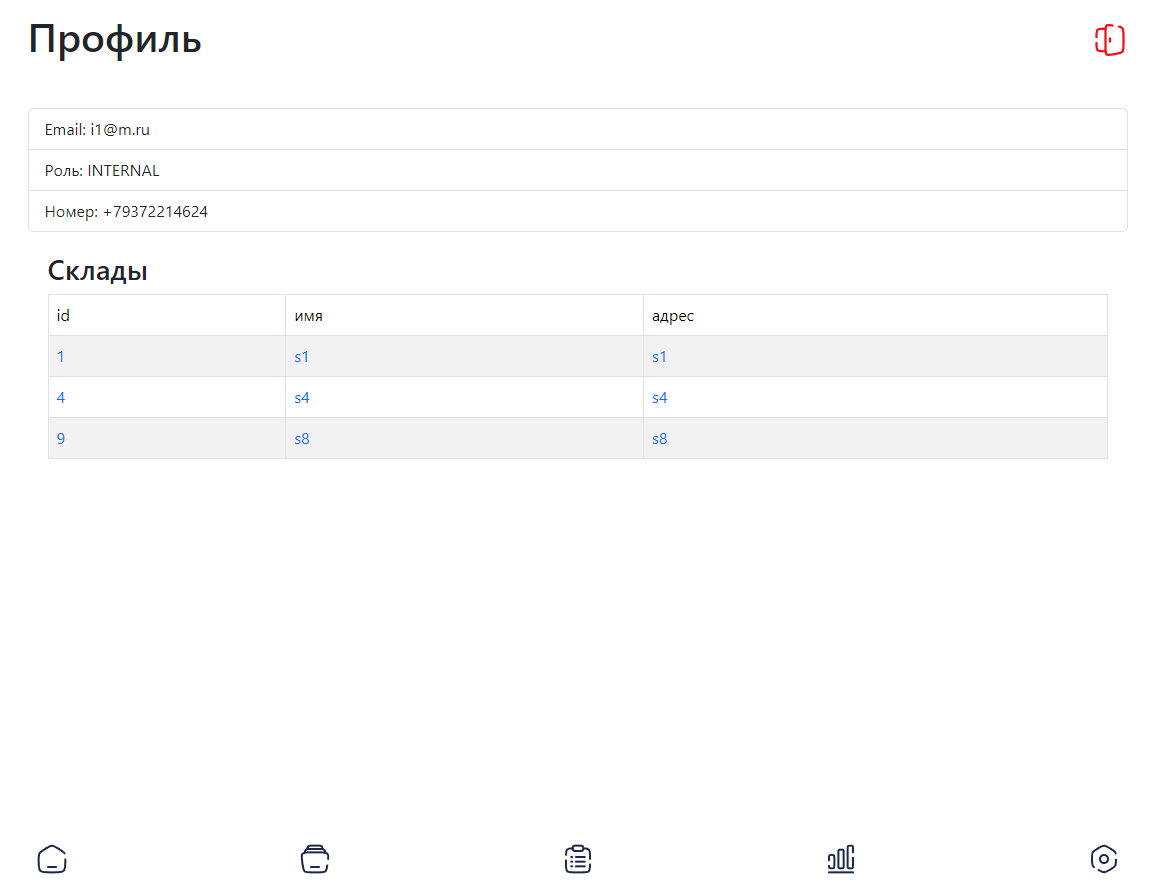 Профиль
Email: i1@m.ru
Роль: INTERNAL
Номер: +79372214624
Склады
id имя адрес
1 s1 s1
4 s4 s4
9 s8 s8